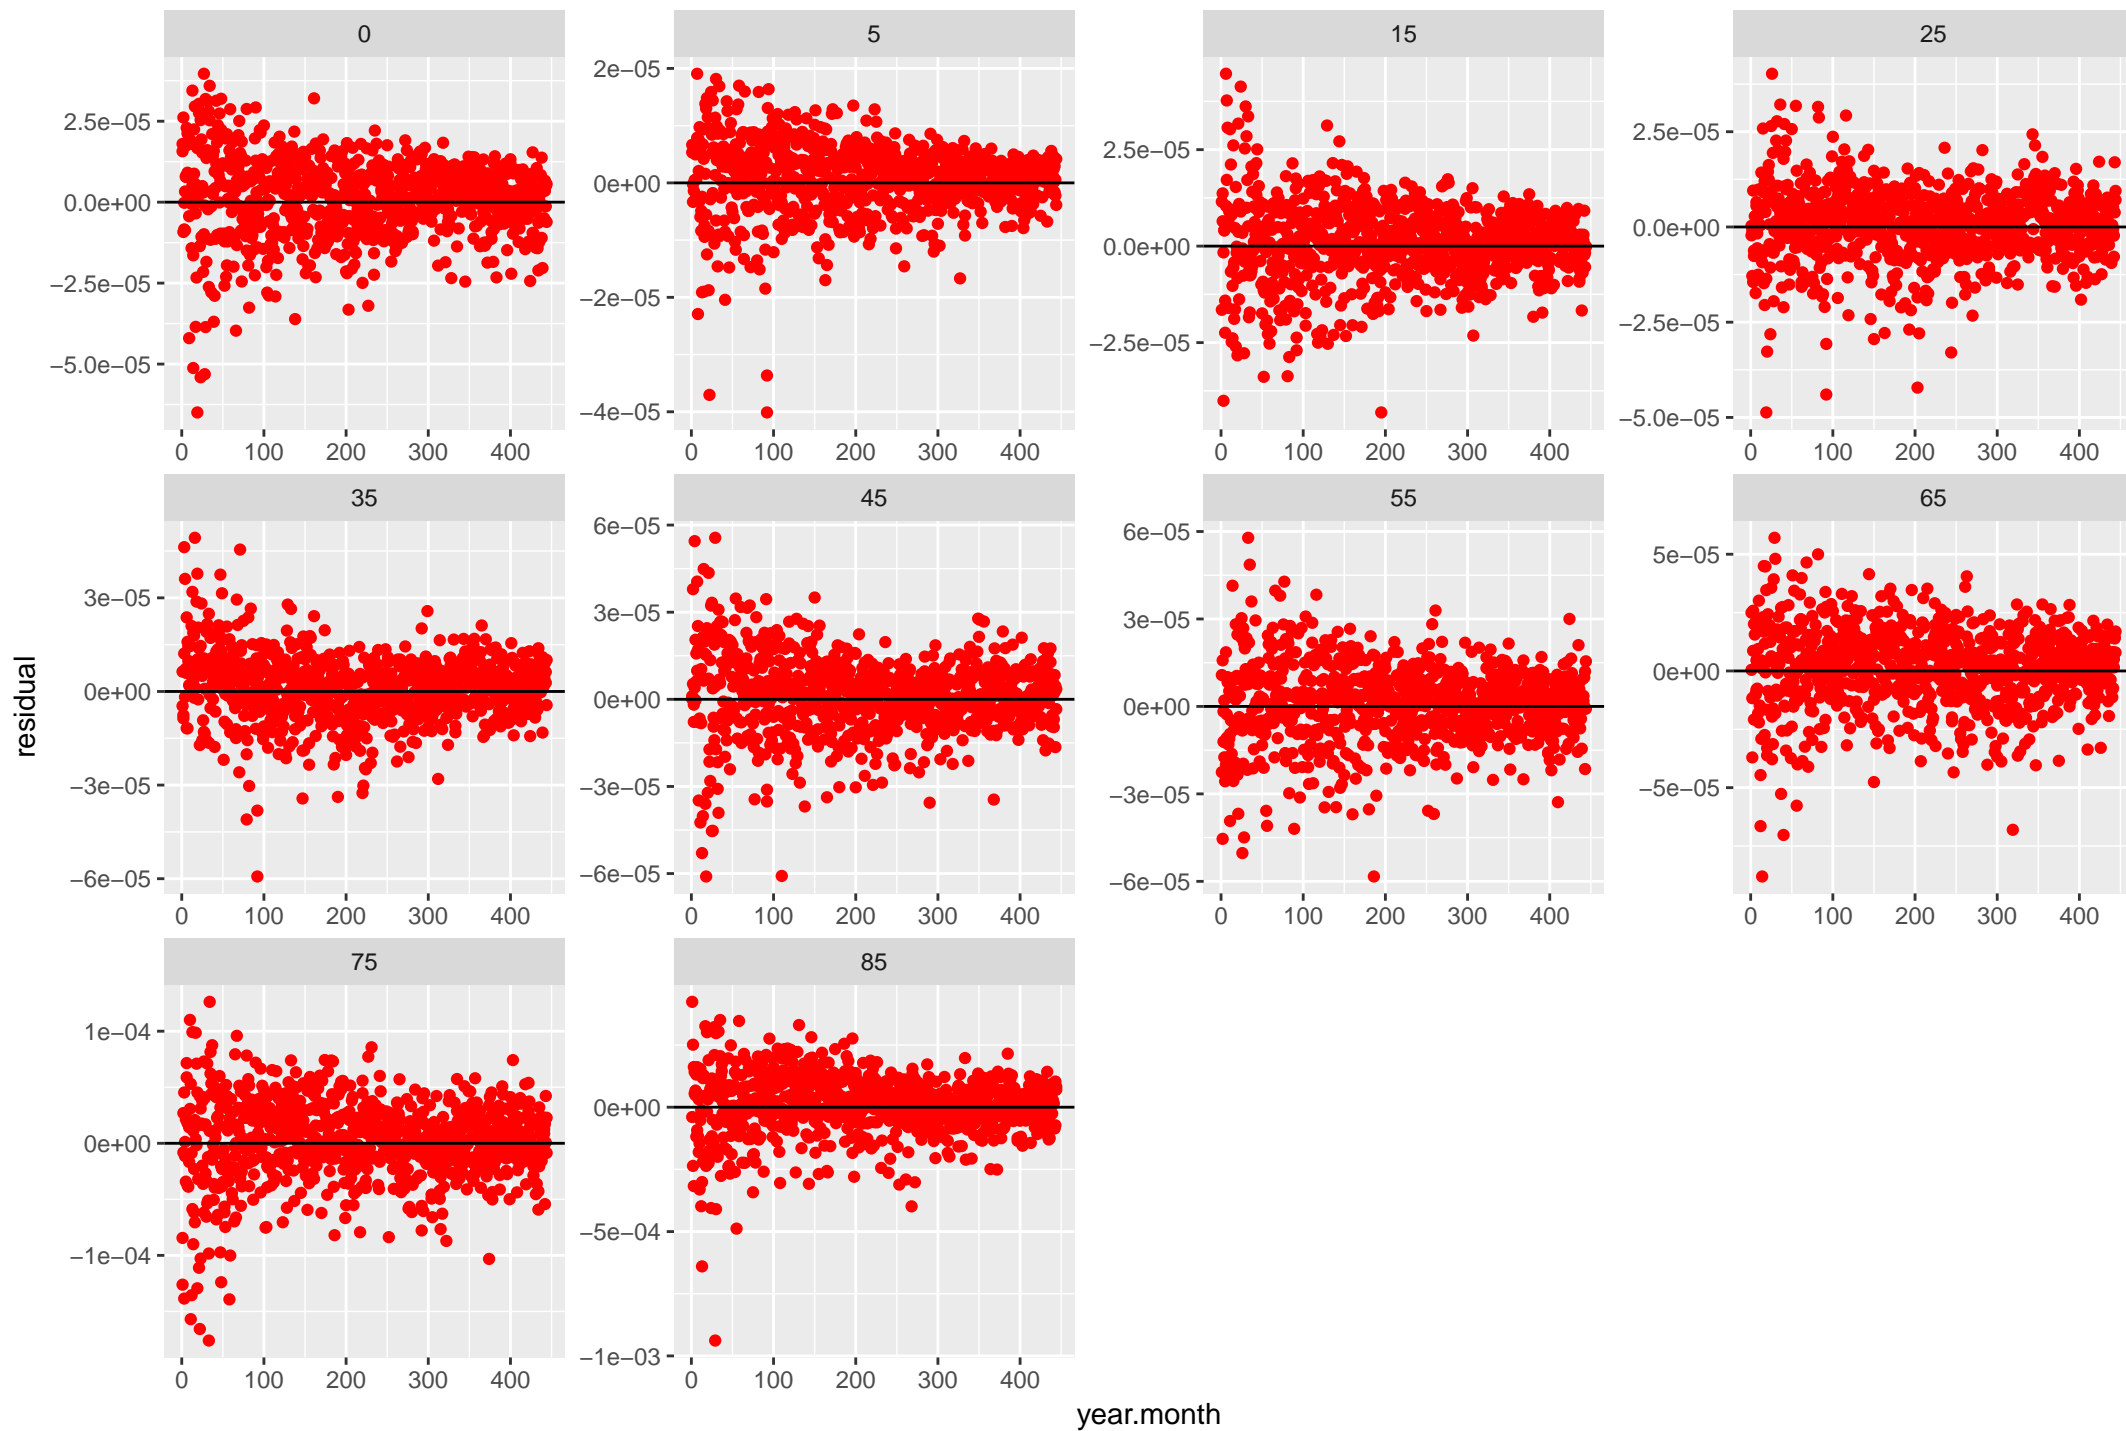 0 5 15 25
2.5e−05
0.0e+00
−2.5e−05
−5.0e−05
0 100 200 300 400
2e−05
0e+00
−2e−05
−4e−05
0 100 200 300 400
2.5e−05
0.0e+00
−2.5e−05
0 100 200 300 400
2.5e−05
0.0e+00
−2.5e−05
−5.0e−05
0 100 200 300 400
35 45 55 65
3e−05
0e+00
−3e−05
−6e−05
0 100 200 300 400
6e−05
3e−05
0e+00
−3e−05
−6e−05
0 100 200 300 400
6e−05
3e−05
0e+00
−3e−05
−6e−05
0 100 200 300 400
5e−05
0e+00
−5e−05
0 100 200 300 400
75 85
1e−04
0e+00
−1e−04
0 100 200 300 400
0e+00
−5e−04
−1e−03
0 100 200 300 400
residual
year.month